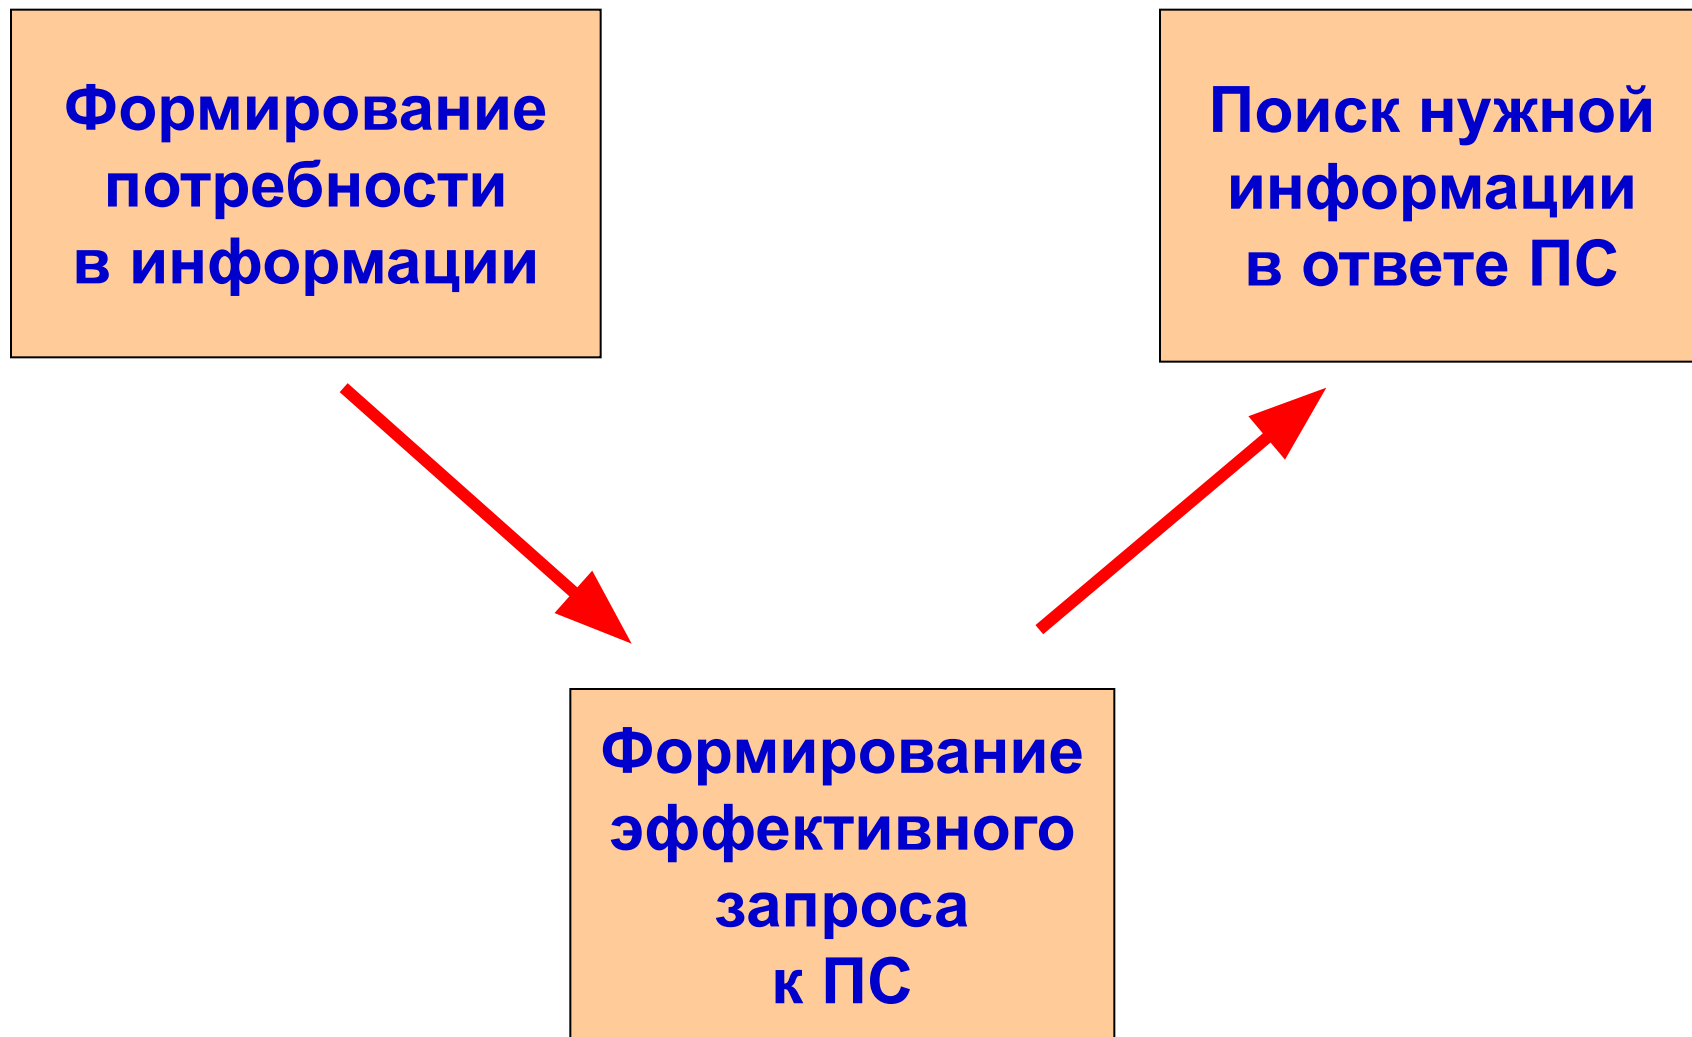 Формирование
потребности
в информации
Поиск нужной
информации
в ответе ПС
Формирование
эффективного
запроса
к ПС